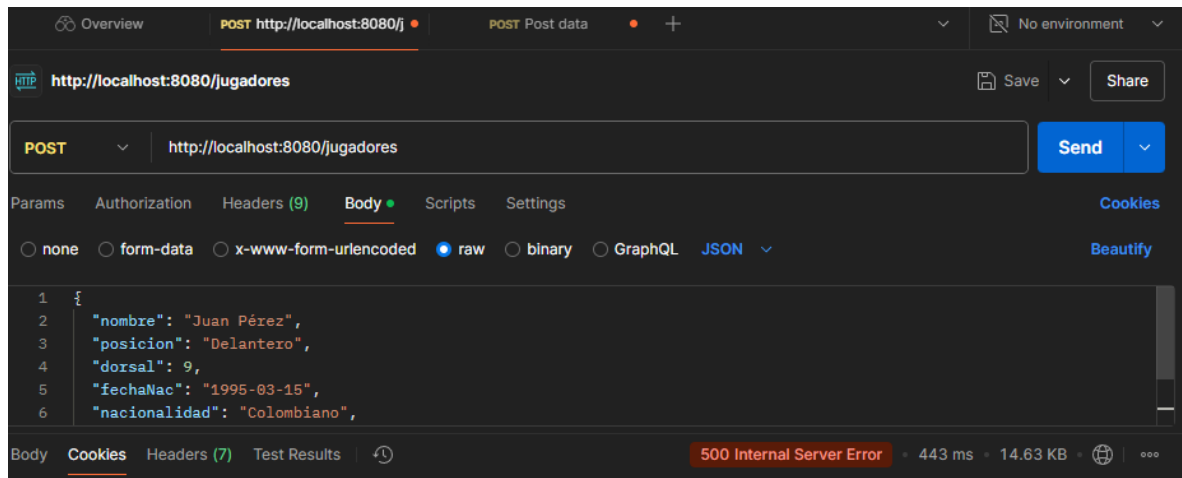 Overview POST http://localhost:8080/j POST Post data No environment
HTTP http://localhost:8080/jugadores Save Share
POST http://localhost:8080/jugadores Send
Params Authorization Headers (9) Body Scripts Settings Cookies
none form-data x-www-form-urlencoded raw binary GraphQL JSON Beautify
1 {
2 "nombre": "Juan Pérez",
3 "posicion": "Delantero",
4 "dorsal": 9,
5 "fechaNac": "1995-03-15",
6 "nacionalidad": "Colombiano",
Body Cookies Headers (7) Test Results 500 Internal Server Error 443 ms 14.63 KB